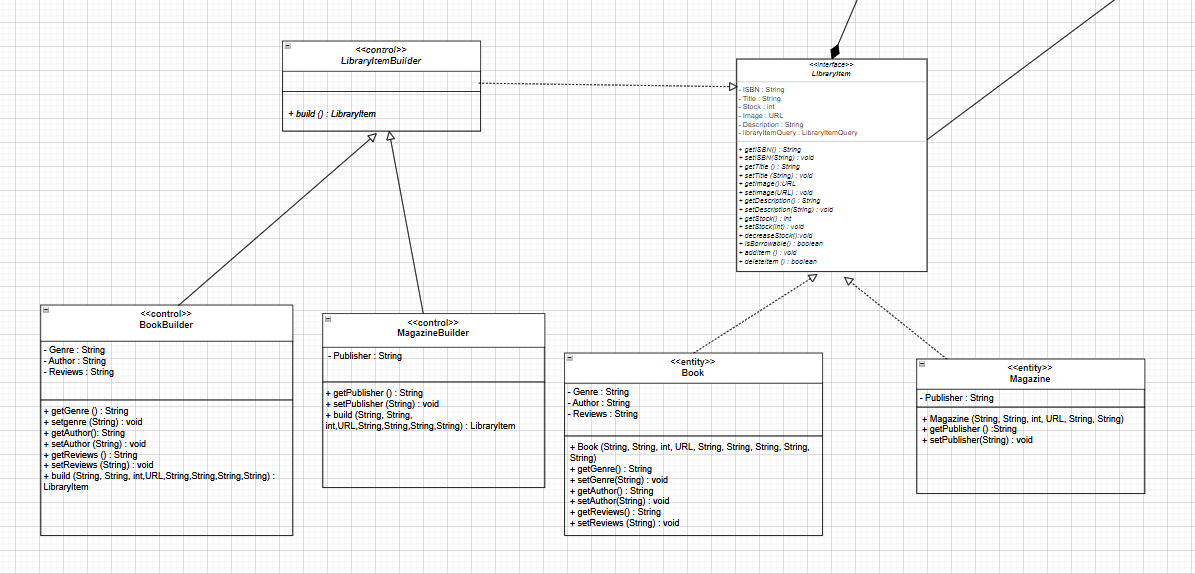 <<control>>
LibraryItemBuilder
+ build () : LibraryItem
<<interface>>
LibraryItem
- ISBN : String
- Title : String
- Stock : int
- Image : URL
- Description : String
- libraryItemQuery : LibraryItemQuery
+ getISBN() : String
+ setISBN(String) : void
+ getTitle () : String
+ setTitle (String) : void
+ getImage():URL
+ setImage(URL) : void
+ getDescription() : String
+ setDescription(String) : void
+ getStock() : int
+ setStock(int) : void
+ decreaseStock():void
+ isBorrowable() : boolean
+ addItem () : void
+ deleteItem () : boolean
<<control>>
BookBuilder
- Genre : String
- Author : String
- Reviews : String
+ getGenre () : String
+ setgenre (String) : void
+ getAuthor(): String
+ setAuthor (String) : void
+ getReviews () : String
+ setReviews (String) : void
+ build (String, String, int,URL,String,String,String,String) :
LibraryItem
<<control>>
MagazineBuilder
- Publisher : String
+ getPublisher () : String
+ setPublisher (String) : void
+ build (String, String,
int,URL,String,String,String,String) : LibraryItem
<<entity>>
Book
- Genre : String
- Author : String
- Reviews : String
+ Book (String, String, int, URL, String, String, String, String,
String)
+ getGenre() : String
+ setGenre(String) : void
+ getAuthor() : String
+ setAuthor(String) : void
+ getReviews() : String
+ setReviews (String) : void
<<entity>>
Magazine
- Publisher : String
+ Magazine (String, String, int, URL, String, String)
+ getPublisher () :String
+ setPublisher(String) : void